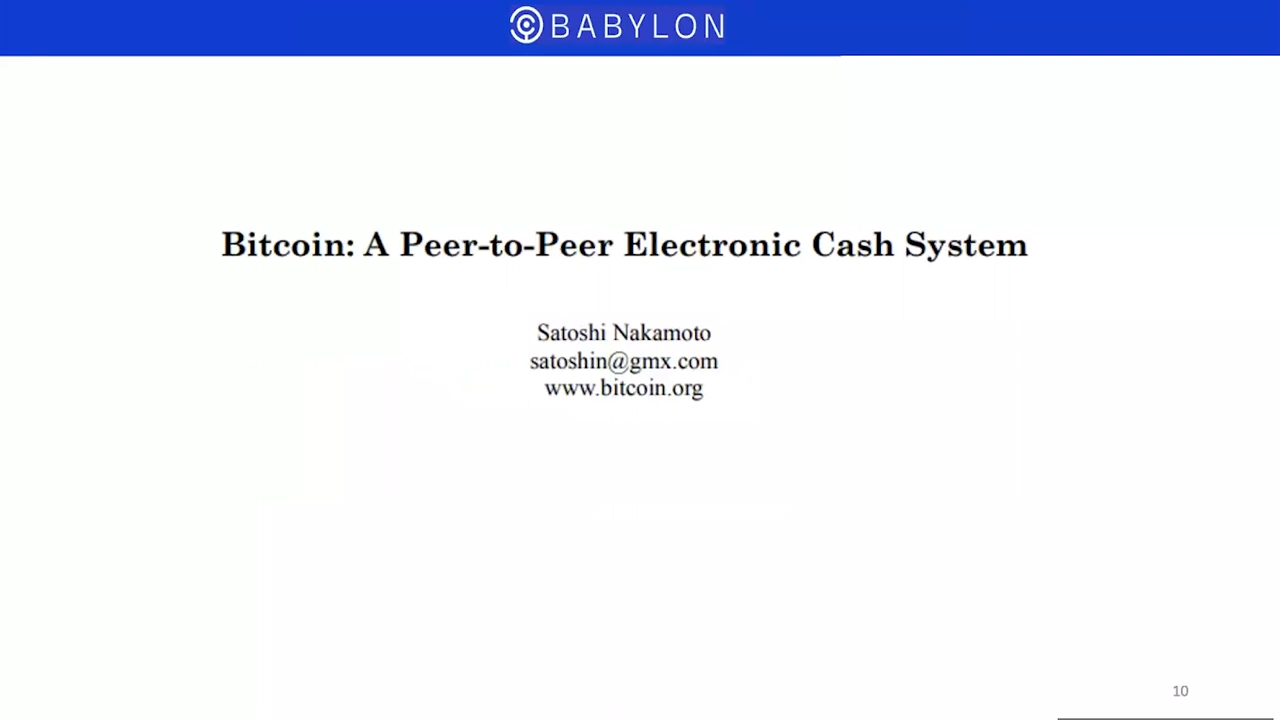 BABYLON
Bitcoin: A Peer-to-Peer Electronic Cash System
Satoshi Nakamoto
satoshin@gmx.com
www.bitcoin.org
10